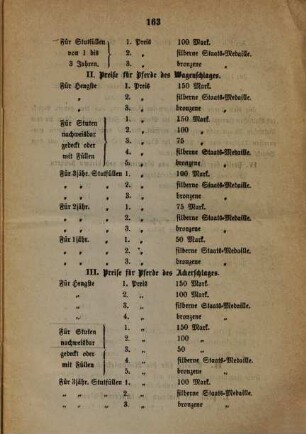 163
Für Stutfüllen 1. Preis 100 Mark.
von 1 bis 2. „ silberne Staats-Medaille.
3 Jahren. 3. „ bronzene „
II. Preise für Pferde des Wagenschlages.
Für Hengste 1. Preis 150 Mark.
„ 2. „ silberne Staats-Medaille.
„ 3. „ bronzene „
Für Stuten 1. „ 150 Mark.
nachweisbar 2. „ 100 „
gedeckt oder 3. „ 75 „
mit Füllen 4. „ silberne Staats-Medaille.
5. „ bronzene „
Für 3jähr. Stutfüllen 1. „ 100 Mark.
„ „ „ 2. „ silberne Staats-Medaille.
„ „ „ 3. „ bronzene „
Für 2jähr. „ 1. „ 75 Mark.
„ „ „ 2. „ silberne Staats-Medaille.
„ „ „ 3. „ bronzene „
Für 1jähr. „ 1. „ 50 Mark.
„ „ „ 2. „ silberne Staats-Medaille.
„ „ „ 3. „ bronzene „
III. Preise für Pferde des Ackerschlages.
Für Hengste 1. Preis 150 Mark.
„ 2. „ 100 „
„ 3. „ silberne Staats-Medaille.
„ 4. „ bronzene „
Für Stuten 1. „ 150 Mark.
nachweisbar 2. „ 100 „
gedeckt oder 3. „ 50 „
mit Füllen 4. „ silberne Staats-Medaille.
5. „ bronzene „
Für 3jähr. Stutfüllen 1. „ 100 Mark.
„ „ „ 2. „ silberne Staats-Medaille.
„ „ „ 3. „ bronzene „